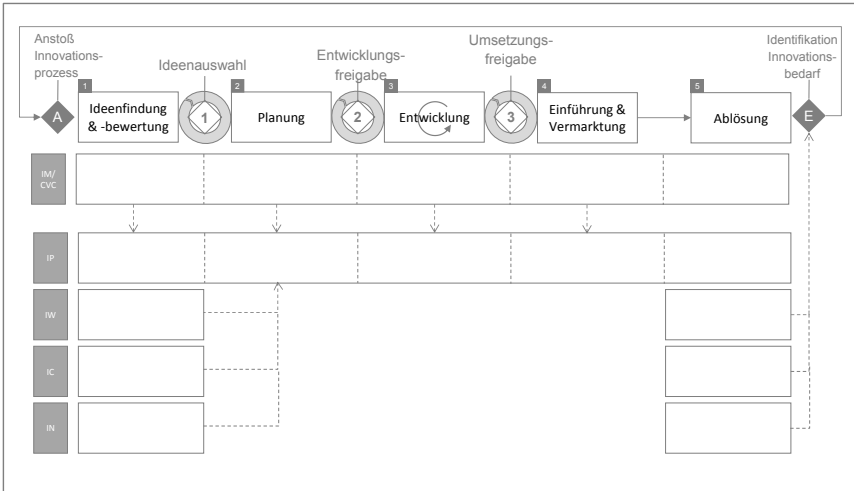 Anstoß
Innovations-
prozess
Ideenauswahl
Entwicklungs-
freigabe
Umsetzungs-
freigabe
Identifikation
Innovations-
bedarf
A
1
Ideenfindung
& -bewertung
1
2
Planung
2
3
Entwicklung
3
4
Einführung &
Vermarktung
5
Ablösung
E
IM/
CVC
IP
IW
IC
IN